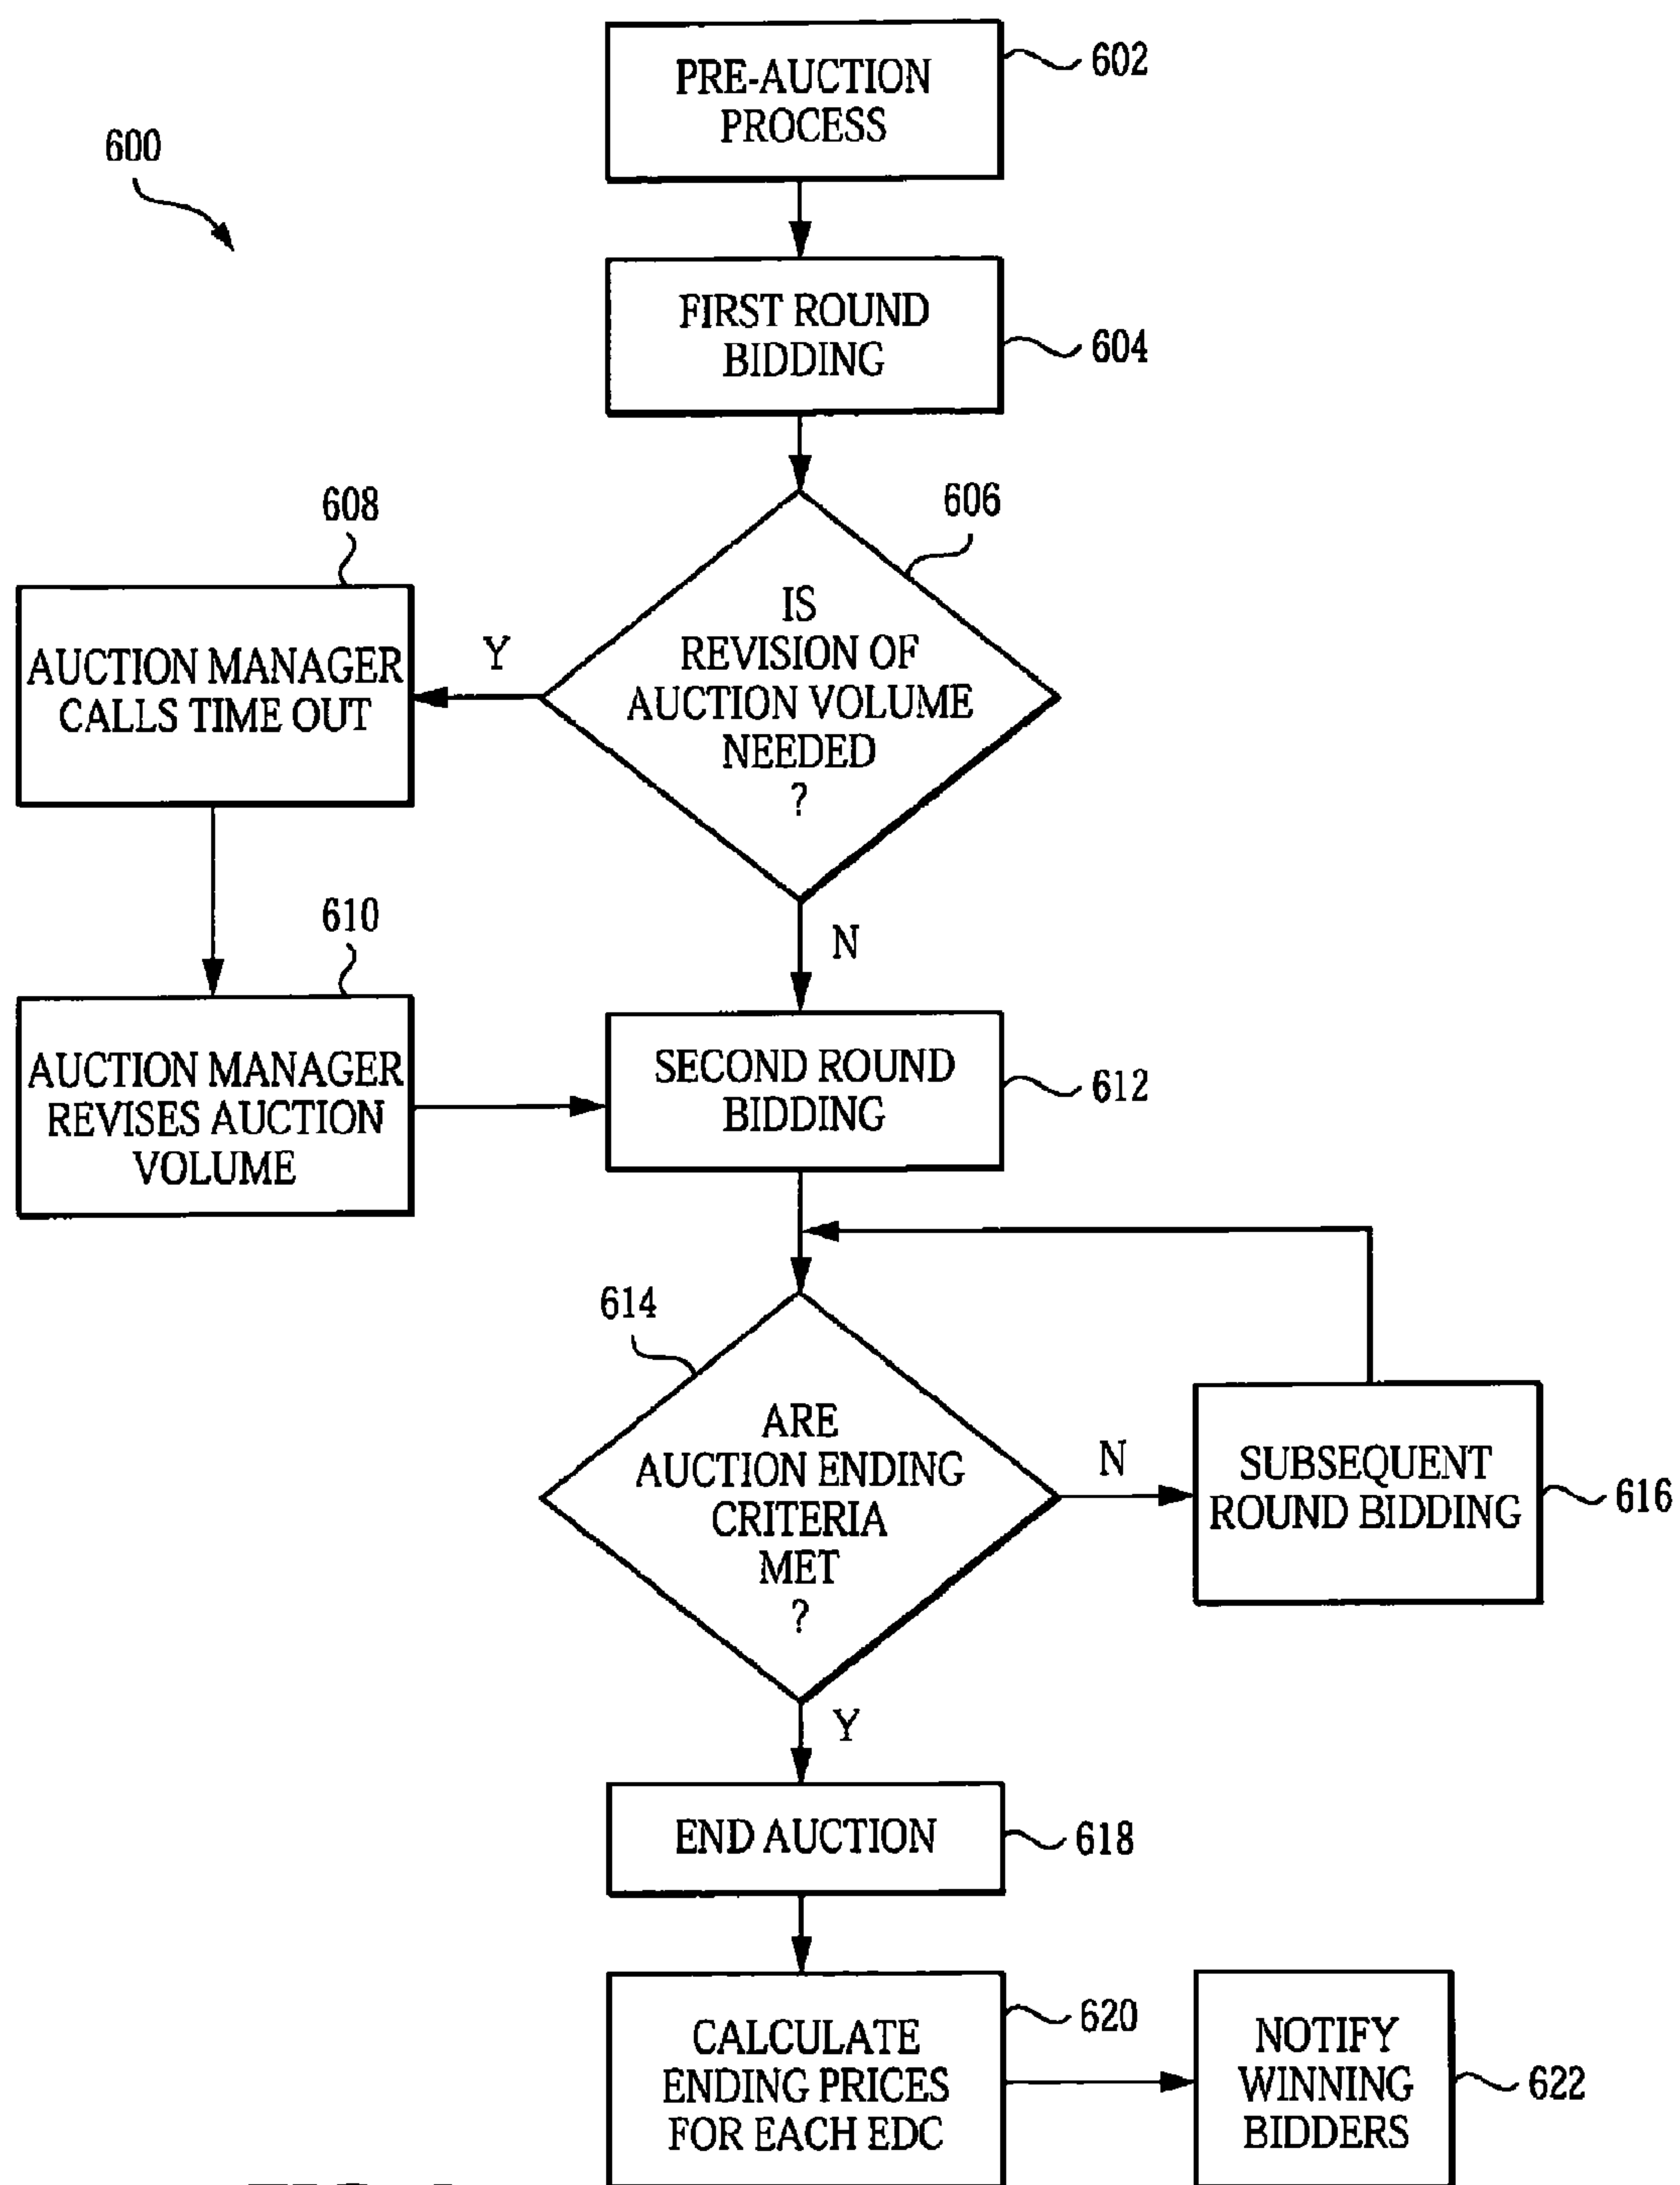 PRE-AUCTION
PROCESS
602
600
FIRST ROUND
BIDDING
604
606
608
IS
REVISION OF
AUCTION VOLUME
NEEDED
?
Y
AUCTION MANAGER
CALLS TIME OUT
N
610
AUCTION MANAGER
REVISES AUCTION
VOLUME
SECOND ROUND
BIDDING
612
614
ARE
AUCTION ENDING
CRITERIA
MET
?
N
SUBSEQUENT
ROUND BIDDING
616
Y
END AUCTION
618
CALCULATE
ENDING PRICES
FOR EACH EDC
620
NOTIFY
WINNING
BIDDERS
622